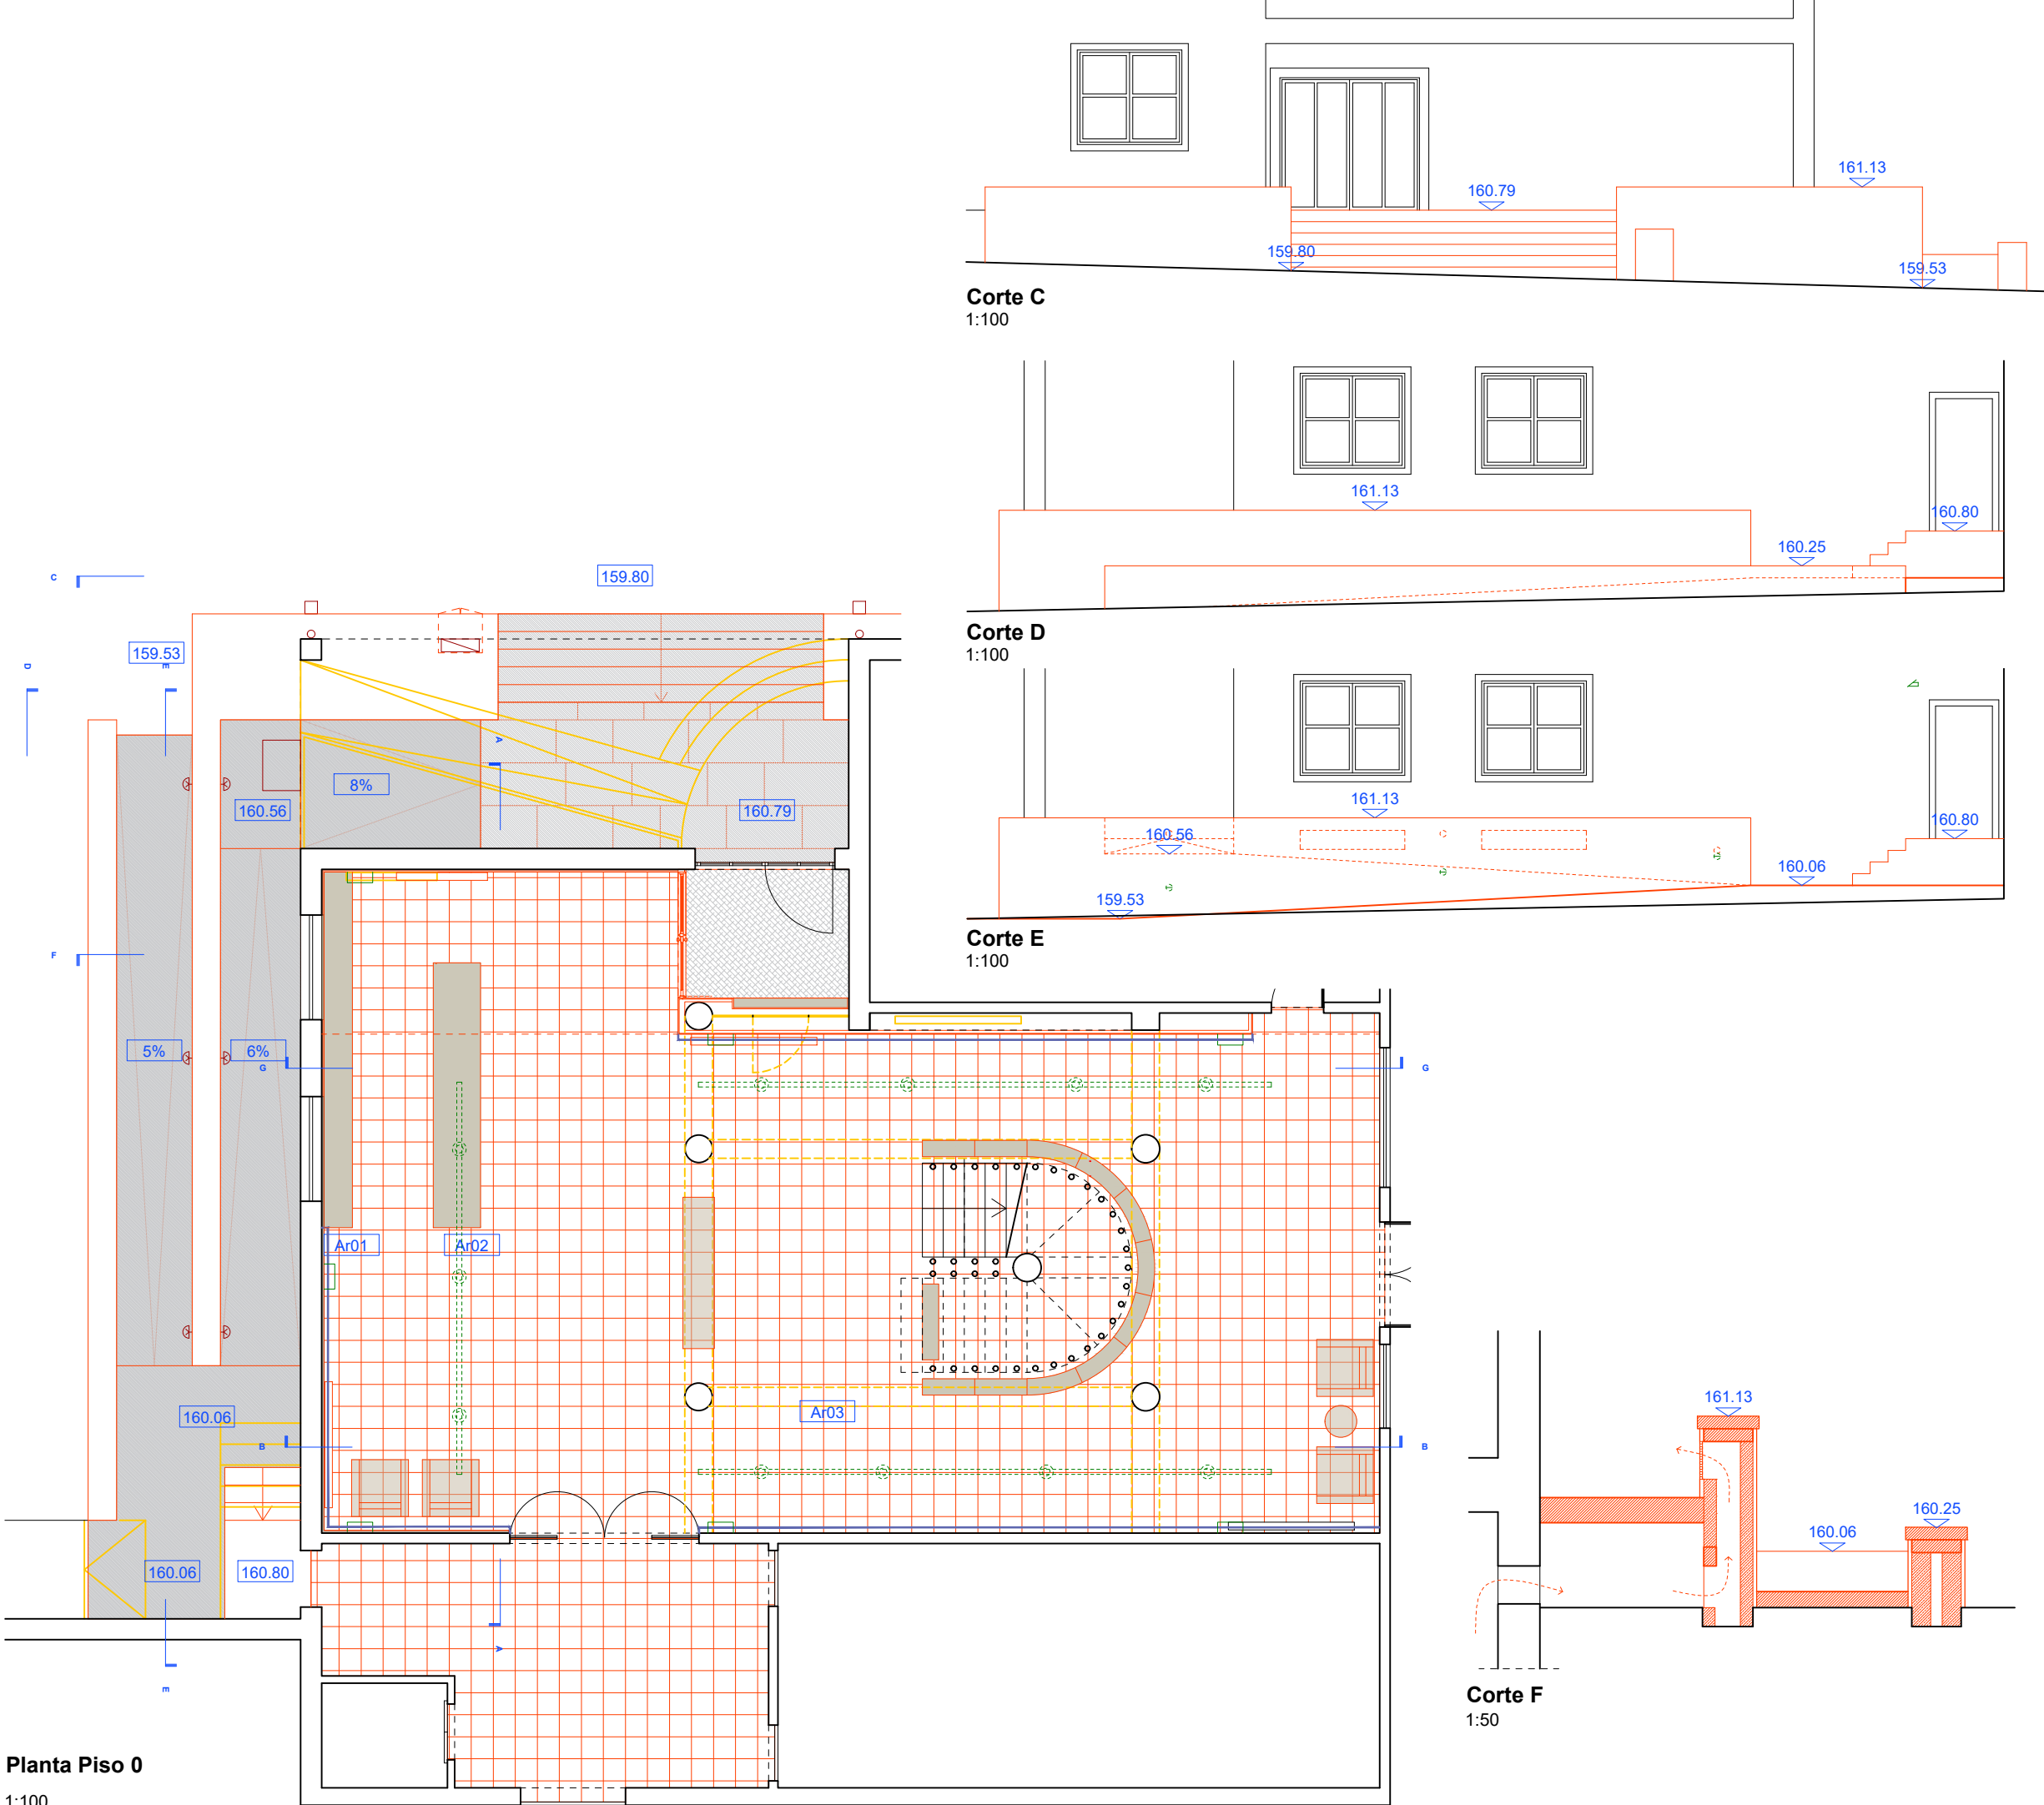 161.13
160.79
159.80
159.53
Corte C
1:100
161.13
160.80
160.25
Corte D
1:100
161.13
160.56
160.80
160.06
159.53
Corte E
1:100
C
159.80
159.53
D
E
A
8%
160.56
160.79
F
5%
6%
G
G
Ar01
Ar02
Ar03
160.06
B
B
160.06
160.80
A
E
161.13
160.25
160.06
Corte F
1:50
Planta Piso 0
1:100